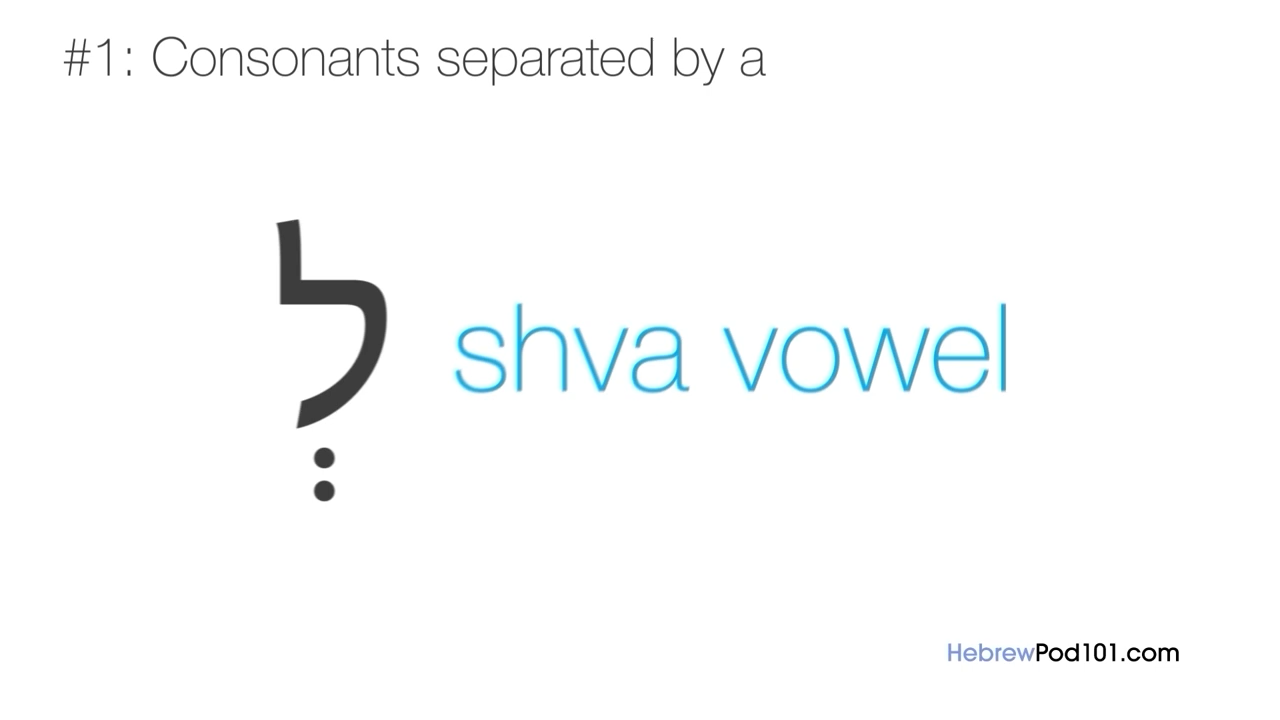 #1: Consonants separated by a
לְ shva vowel
HebrewPod101.com